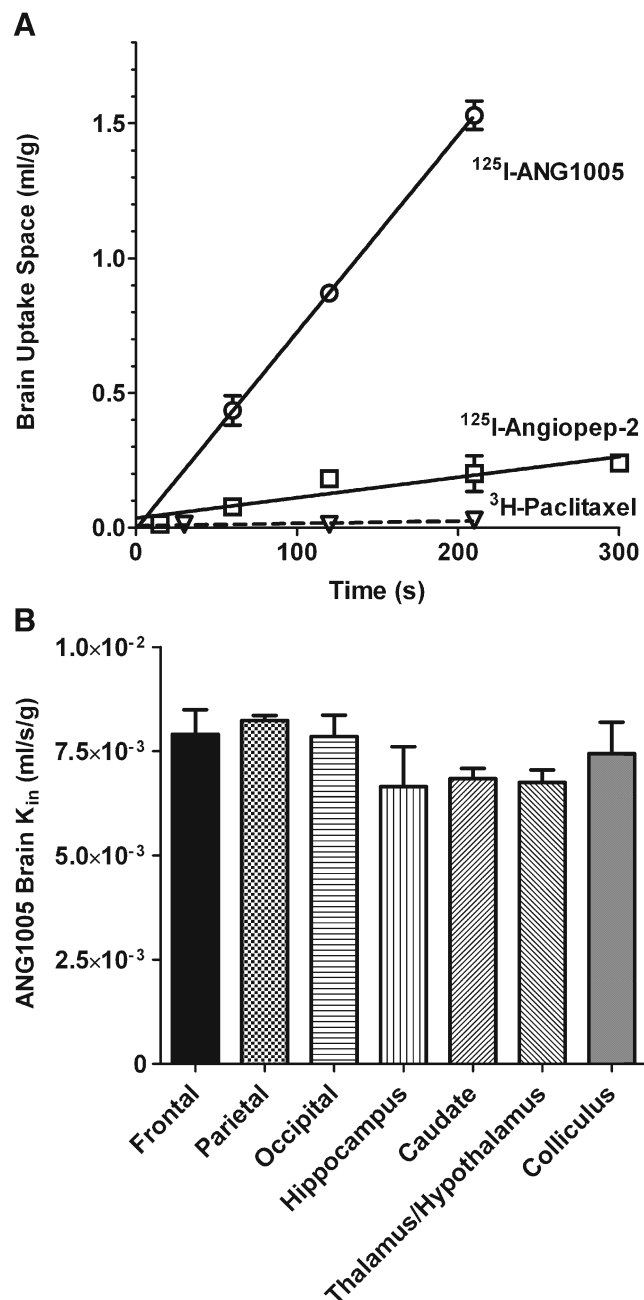 A
Brain Uptake Space (ml/g)
1.5
1.0
0.5
0.0
¹²⁵I-ANG1005
¹²⁵I-Angiopep-2
³H-Paclitaxel
0 100 200 300
Time (s)
B
ANG1005 Brain Kᵢₙ (ml/s/g)
1.0×10⁻²
7.5×10⁻³
5.0×10⁻³
2.5×10⁻³
0
Frontal
Parietal
Occipital
Hippocampus
Caudate
Thalamus/Hypothalamus
Colliculus